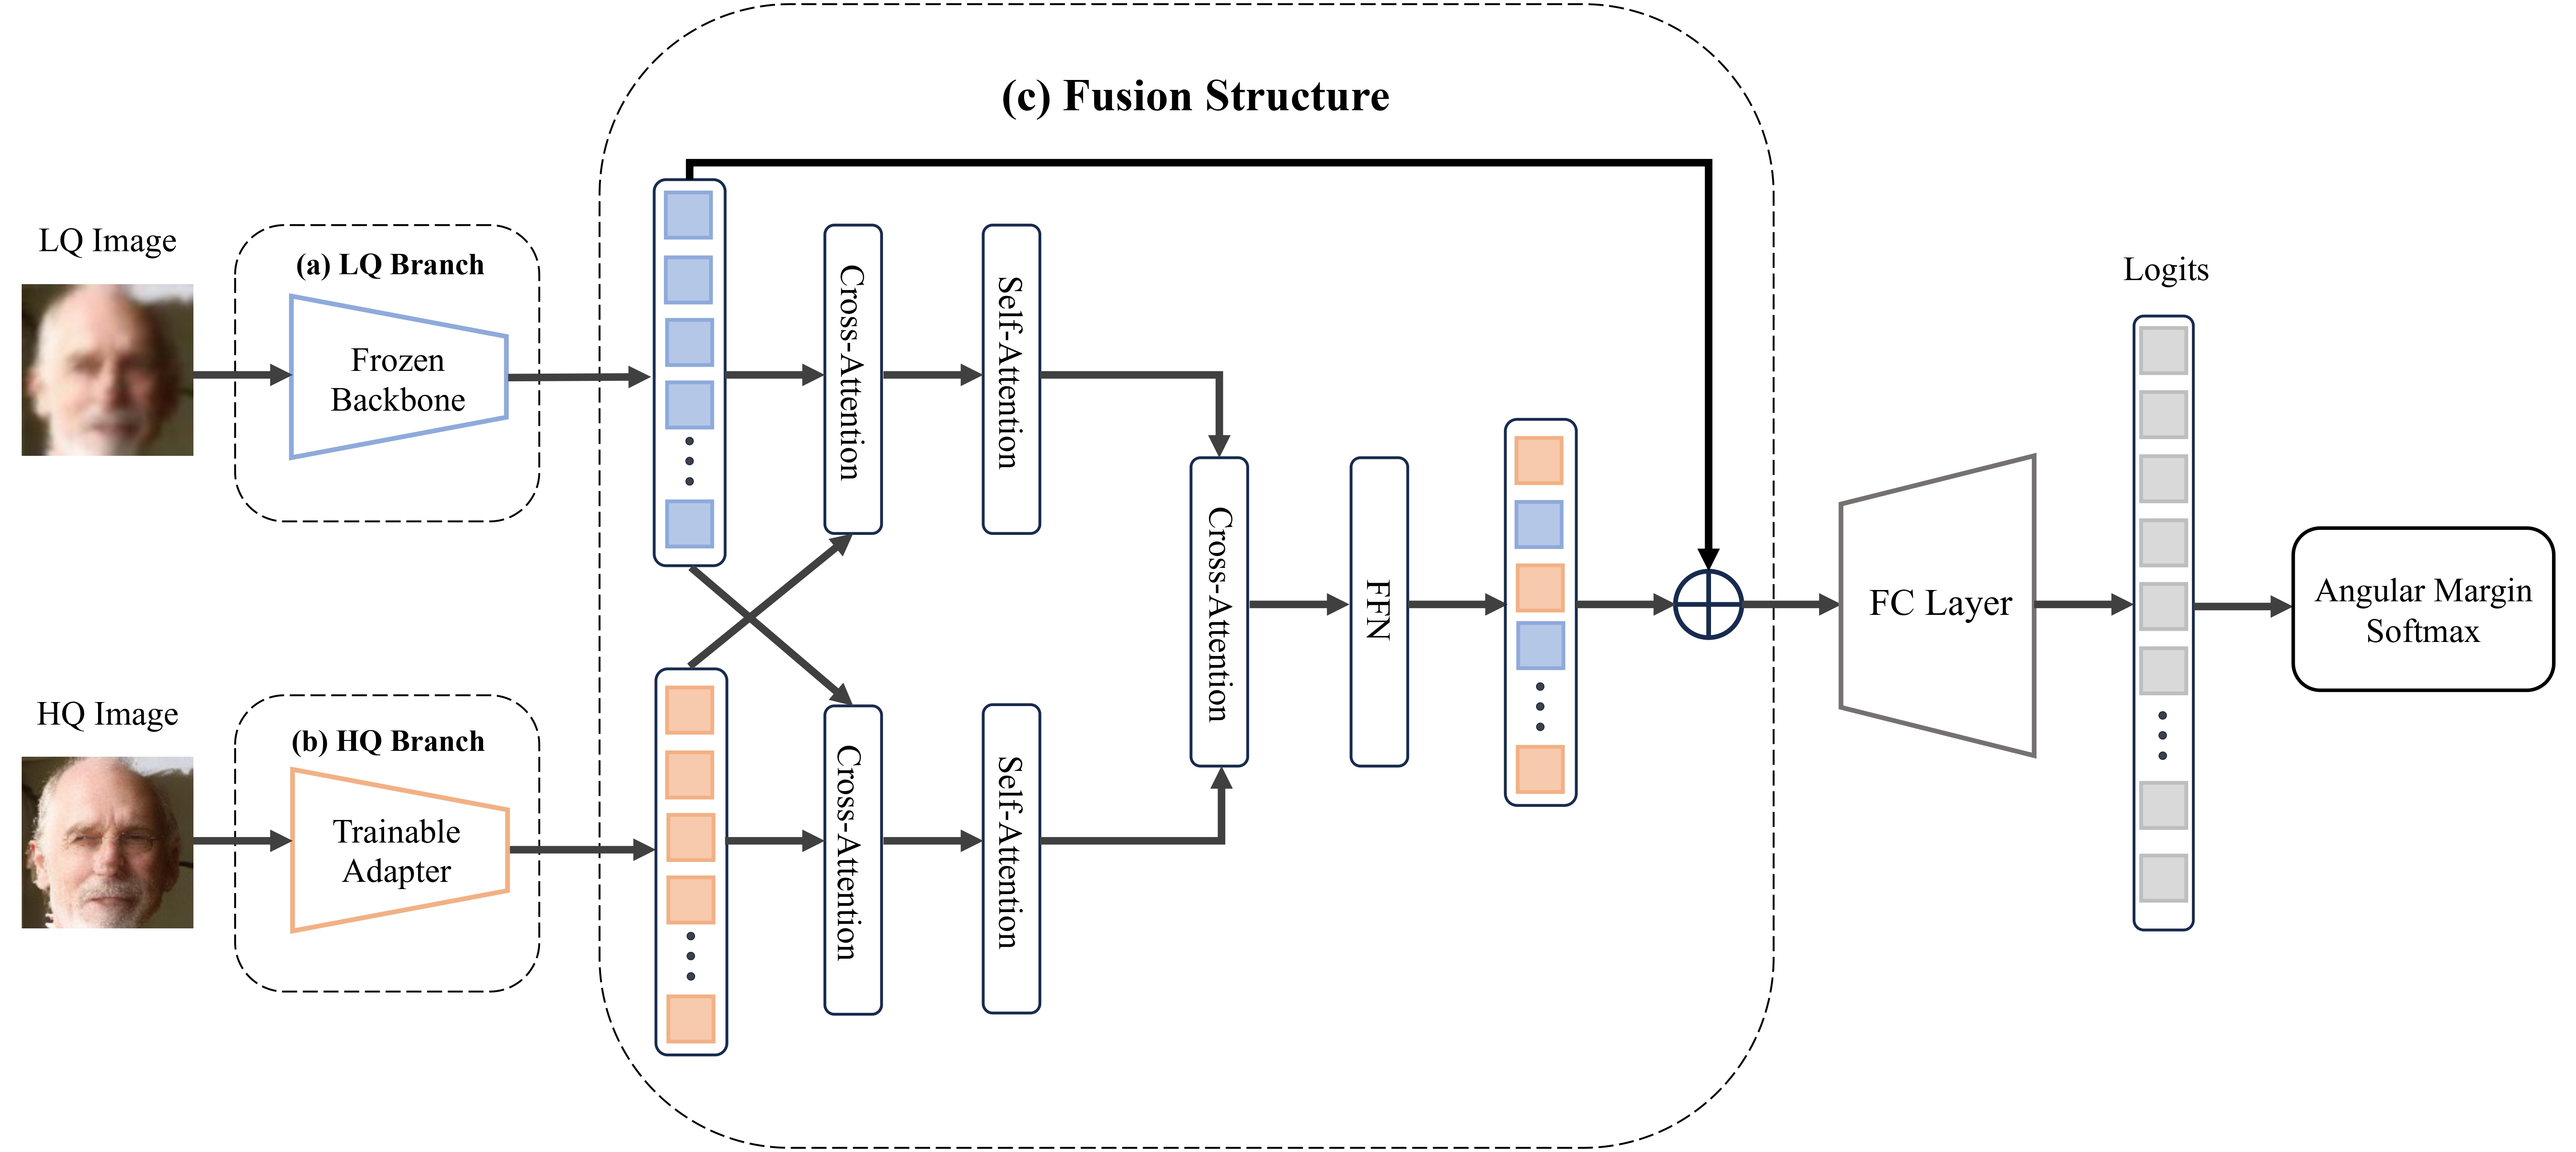 (c) Fusion Structure
LQ Image
(a) LQ Branch
Frozen
Backbone
Cross-Attention
Self-Attention
HQ Image
(b) HQ Branch
Trainable
Adapter
Cross-Attention
Self-Attention
Cross-Attention
FFN
FC Layer
Logits
Angular Margin
Softmax